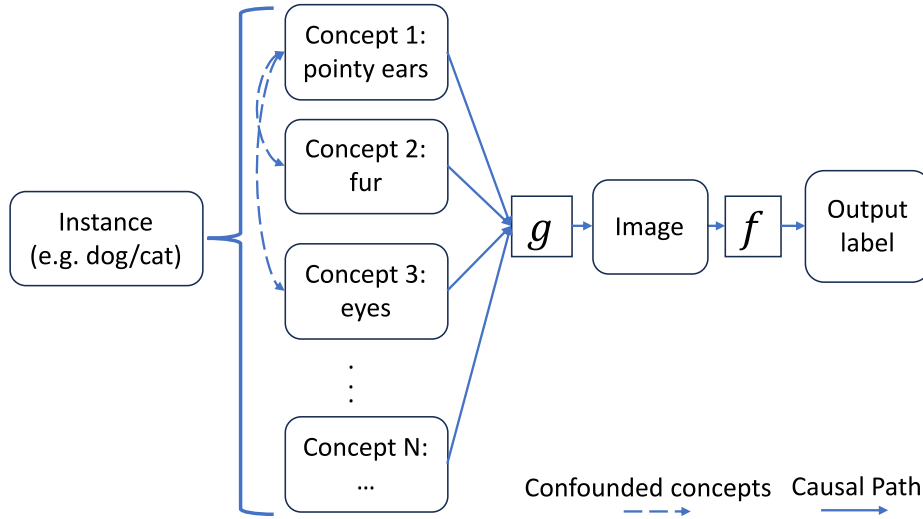 Instance
(e.g. dog/cat)
Concept 1:
pointy ears
Concept 2:
fur
Concept 3:
eyes
.
.
.
Concept N:
...
g
Image
f
Output
label
Confounded concepts
Causal Path